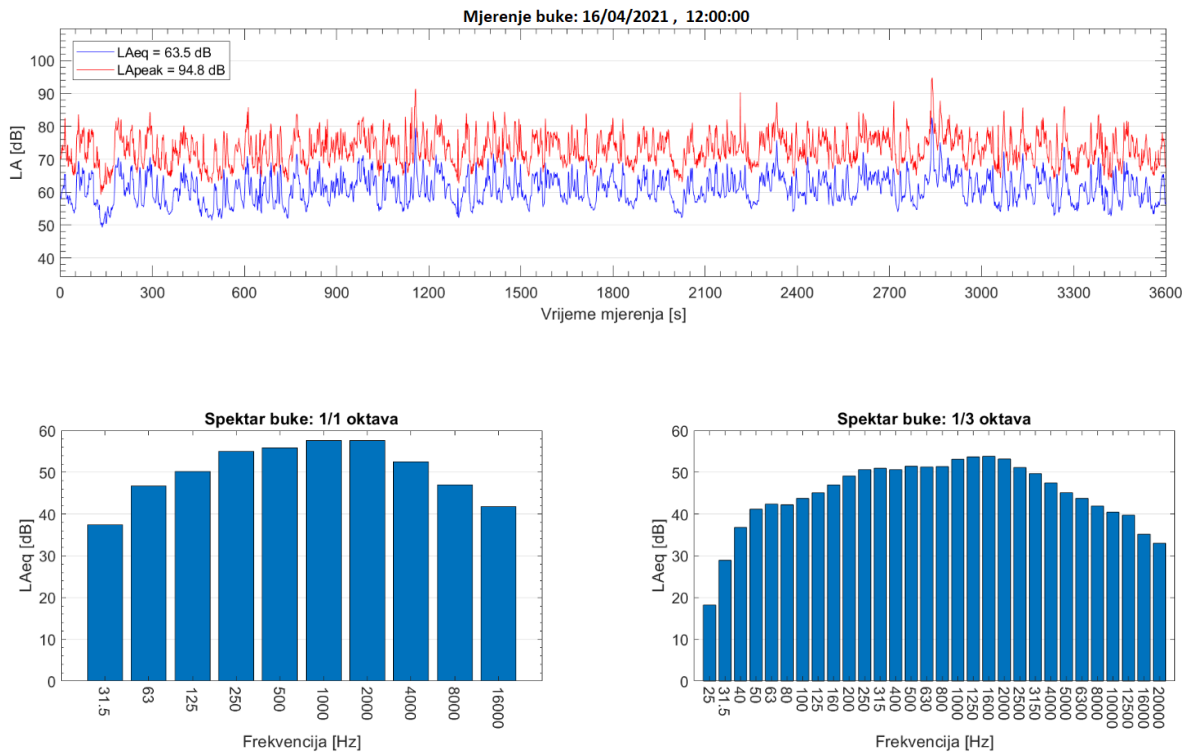 Mjerenje buke: 16/04/2021 , 12:00:00
LAeq = 63.5 dB
LApeak = 94.8 dB
LA [dB]
100
90
80
70
60
50
40
0 300 600 900 1200 1500 1800 2100 2400 2700 3000 3300 3600
Vrijeme mjerenja [s]
Spektar buke: 1/1 oktava
LAeq [dB]
60
50
40
30
20
10
0
31.5 63 125 250 500 1000 2000 4000 8000 16000
Frekvencija [Hz]
Spektar buke: 1/3 oktava
LAeq [dB]
60
50
40
30
20
10
0
25 31.5 40 50 63 80 100 125 160 200 250 315 400 500 630 800 1000 1250 1600 2000 2500 3150 4000 5000 6300 8000 10000 12500 16000 20000
Frekvencija [Hz]